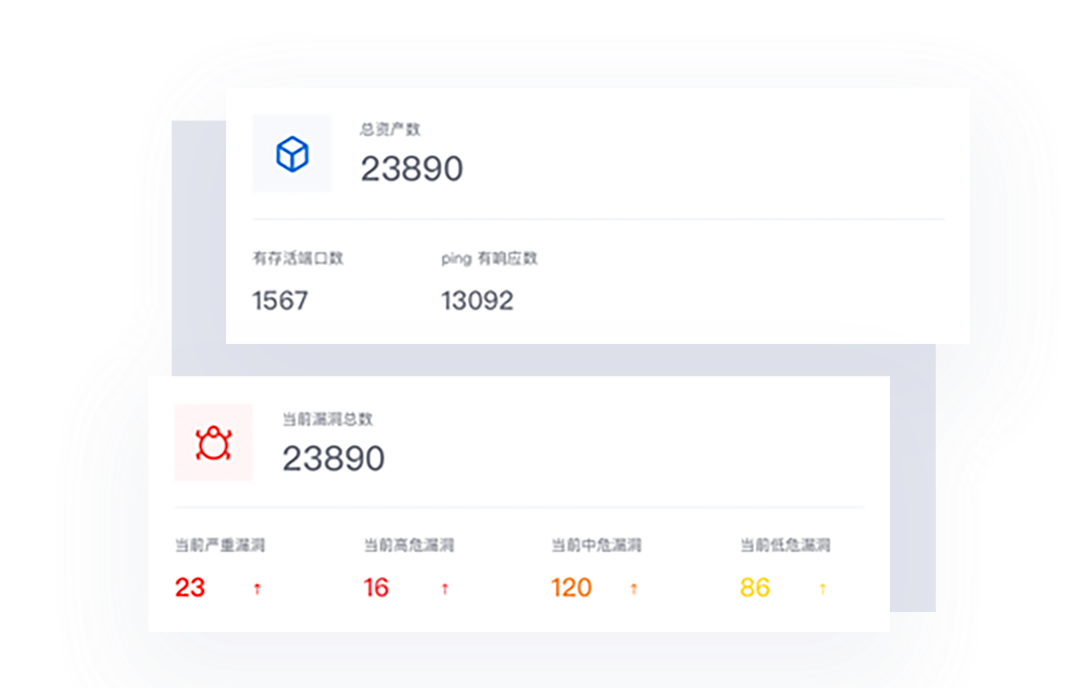 总资产数
23890
有存活端口数 ping 有响应数
1567 13092
当前漏洞总数
23890
当前严重漏洞 当前高危漏洞 当前中危漏洞 当前低危漏洞
23 ↑ 16 ↑ 120 ↑ 86 ↑